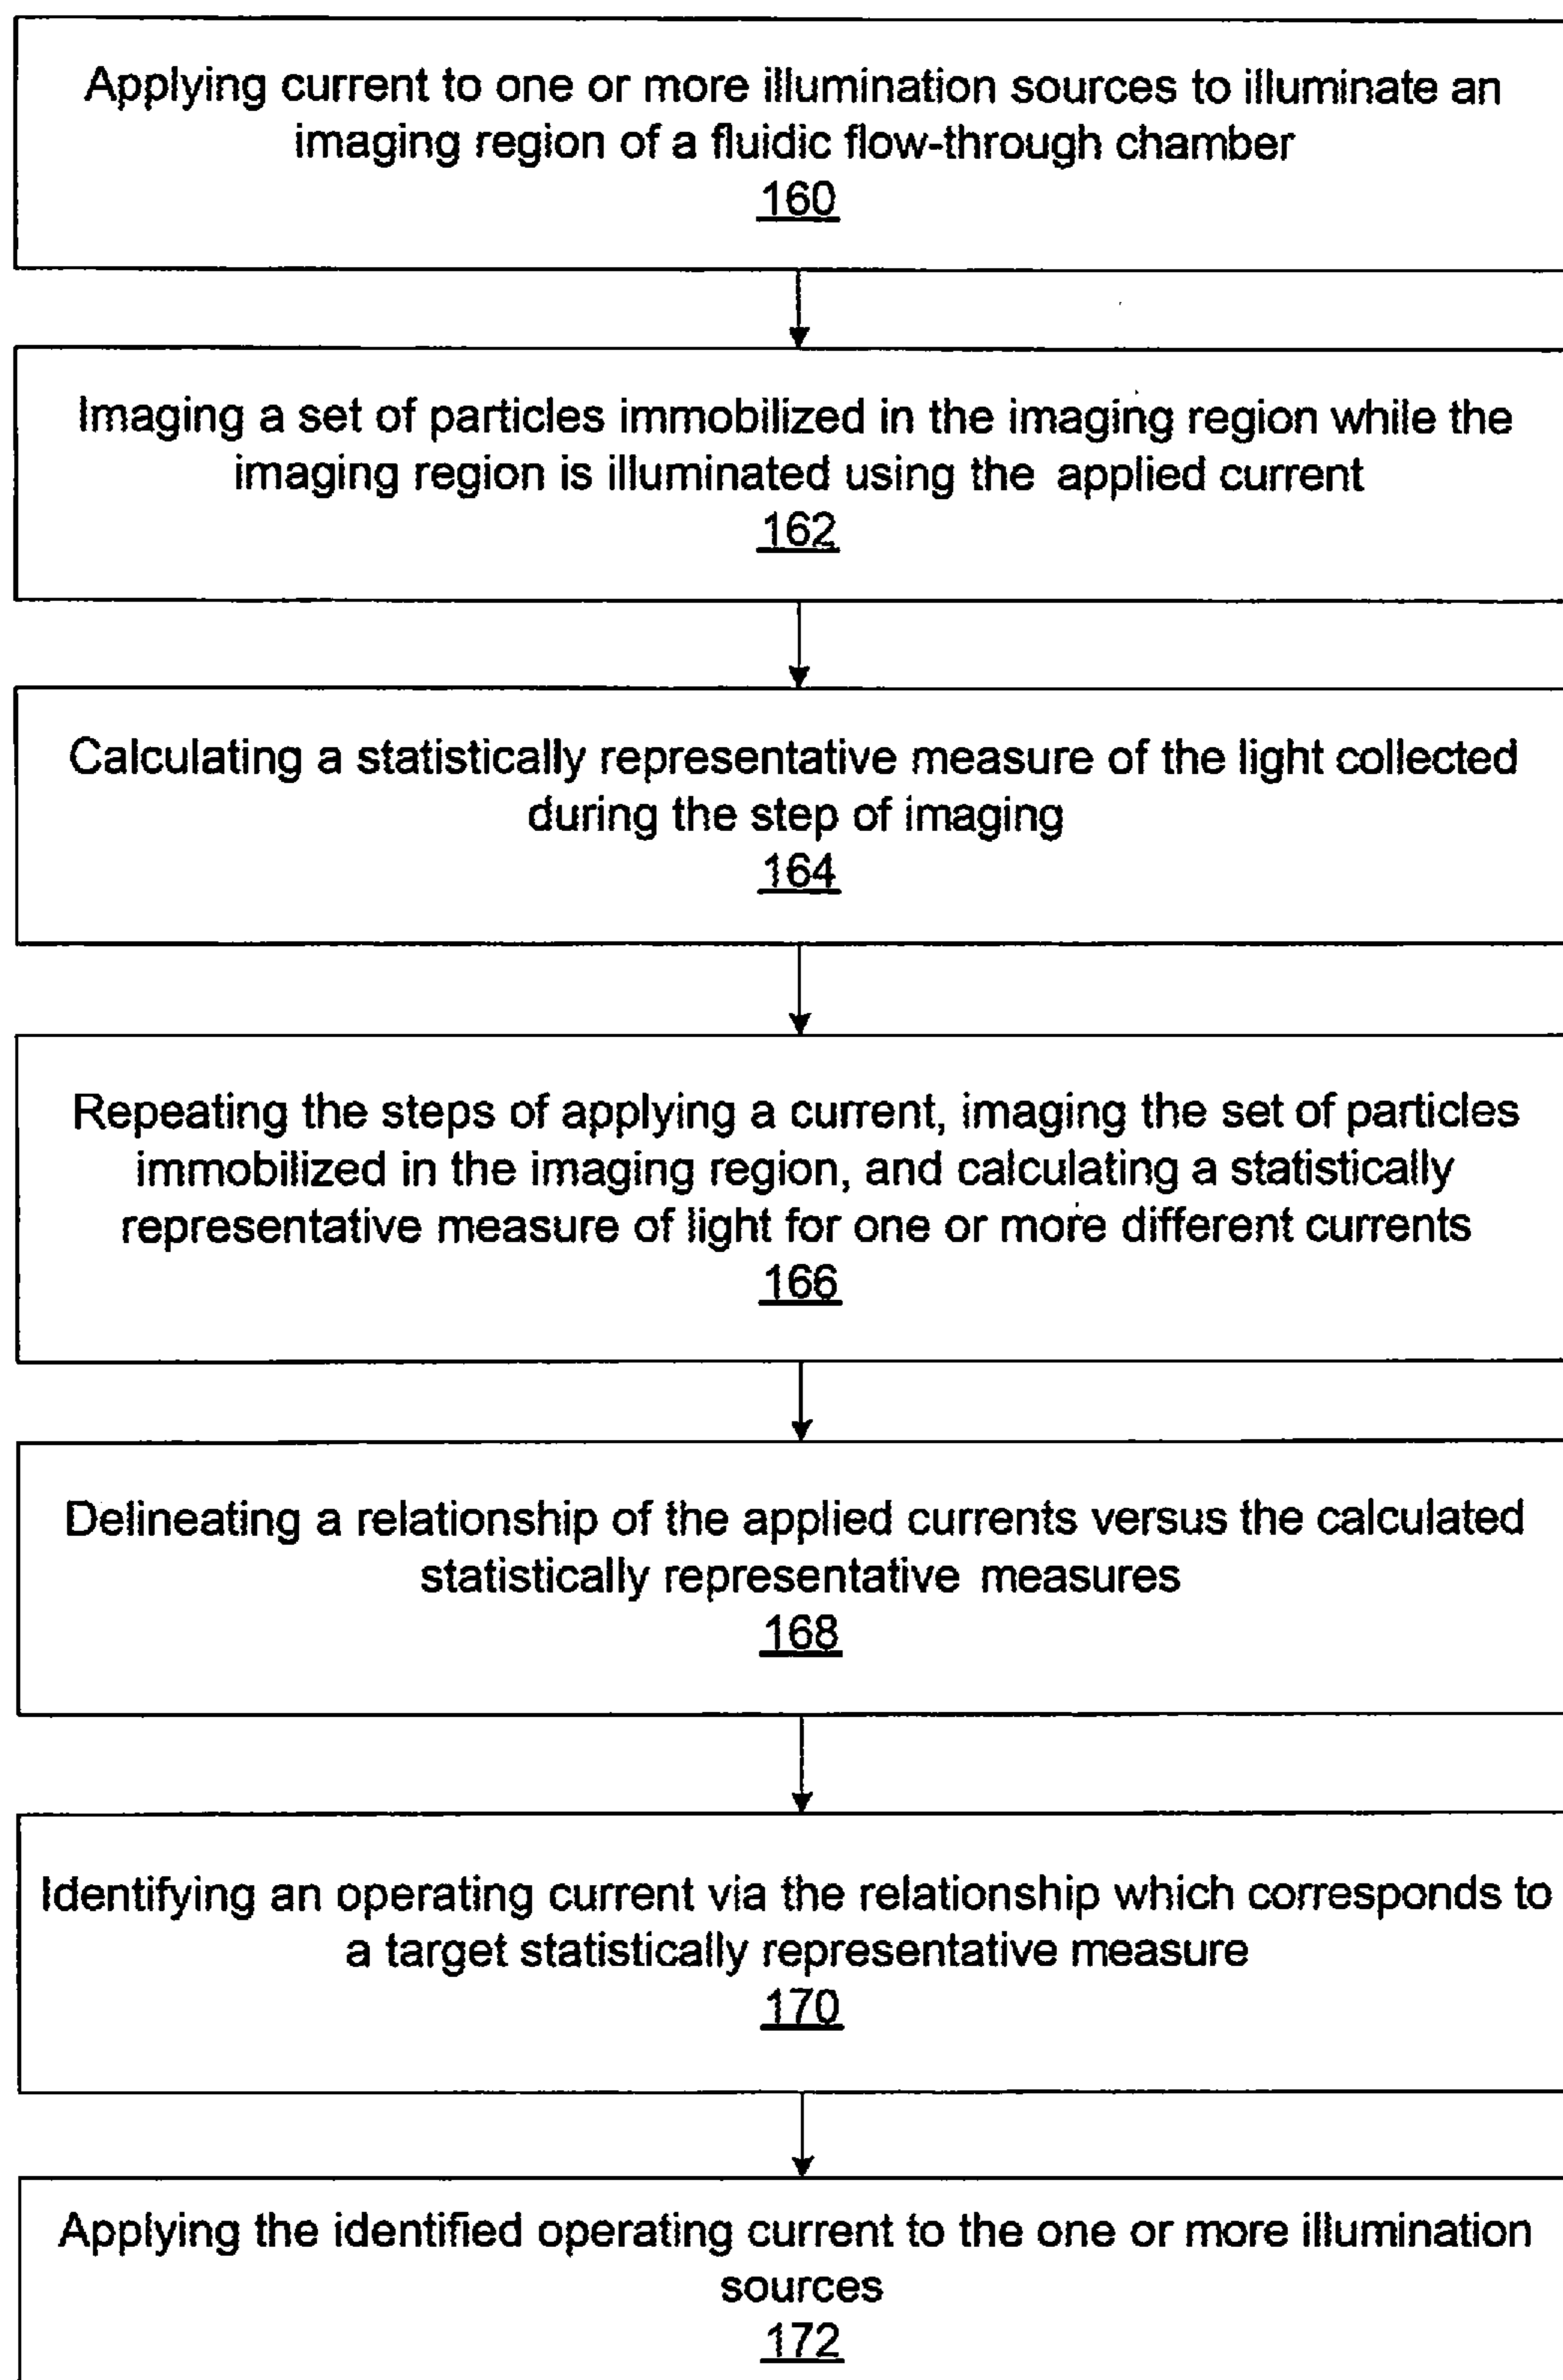 Applying current to one or more illumination sources to illuminate an
imaging region of a fluidic flow-through chamber
160
Imaging a set of particles immobilized in the imaging region while the
imaging region is illuminated using the applied current
162
Calculating a statistically representative measure of the light collected
during the step of imaging
164
Repeating the steps of applying a current, imaging the set of particles
immobilized in the imaging region, and calculating a statistically
representative measure of light for one or more different currents
166
Delineating a relationship of the applied currents versus the calculated
statistically representative measures
168
Identifying an operating current via the relationship which corresponds to
a target statistically representative measure
170
Applying the identified operating current to the one or more illumination
sources
172